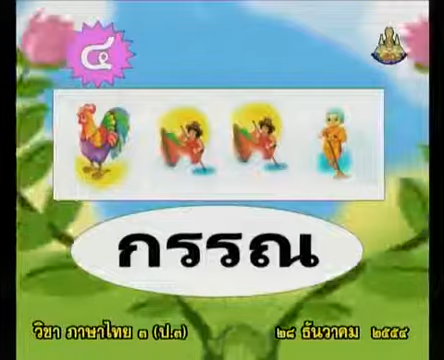 ๔
กรรณ
วิชา ภาษาไทย ๓ (ป.๓) ๒๘ ธันวาคม ๒๕๕๔